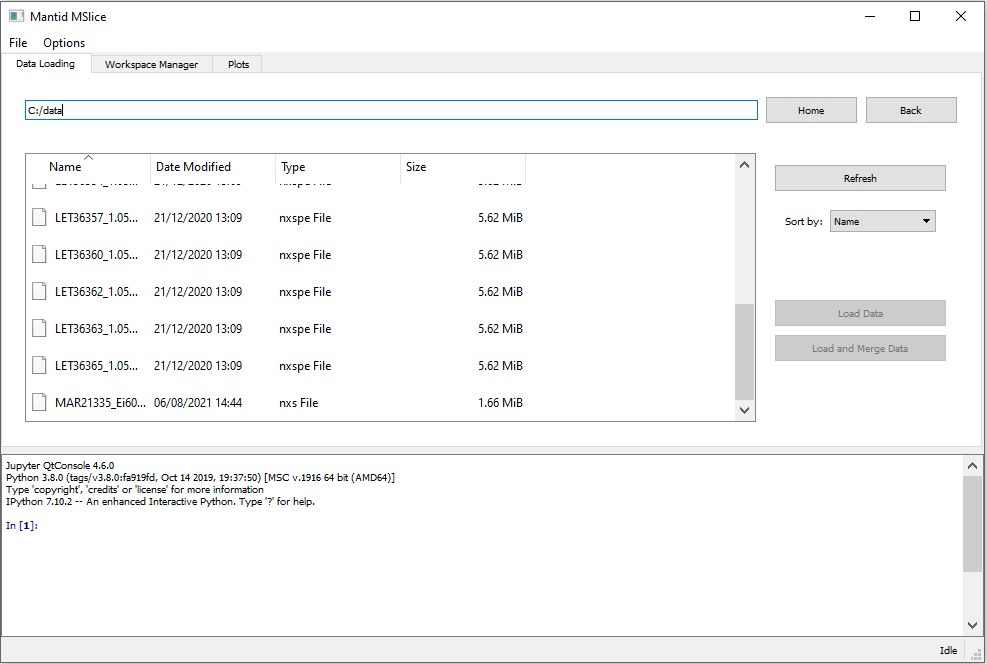 Mantid MSlice
File Options
Data Loading Workspace Manager Plots
C:/data Home Back
Name Date Modified Type Size
Refresh
LET36357_1.05... 21/12/2020 13:09 nxspe File 5.62 MiB
Sort by: Name
LET36360_1.05... 21/12/2020 13:09 nxspe File 5.62 MiB
LET36362_1.05... 21/12/2020 13:09 nxspe File 5.62 MiB
Load Data
LET36363_1.05... 21/12/2020 13:09 nxspe File 5.62 MiB
Load and Merge Data
LET36365_1.05... 21/12/2020 13:09 nxspe File 5.62 MiB
MAR21335_Ei60... 06/08/2021 14:44 nxs File 1.66 MiB
Jupyter QtConsole 4.6.0
Python 3.8.0 (tags/v3.8.0:fa919fd, Oct 14 2019, 19:37:50) [MSC v.1916 64 bit (AMD64)]
Type 'copyright', 'credits' or 'license' for more information
IPython 7.10.2 -- An enhanced Interactive Python. Type '?' for help.
In [1]:
Idle